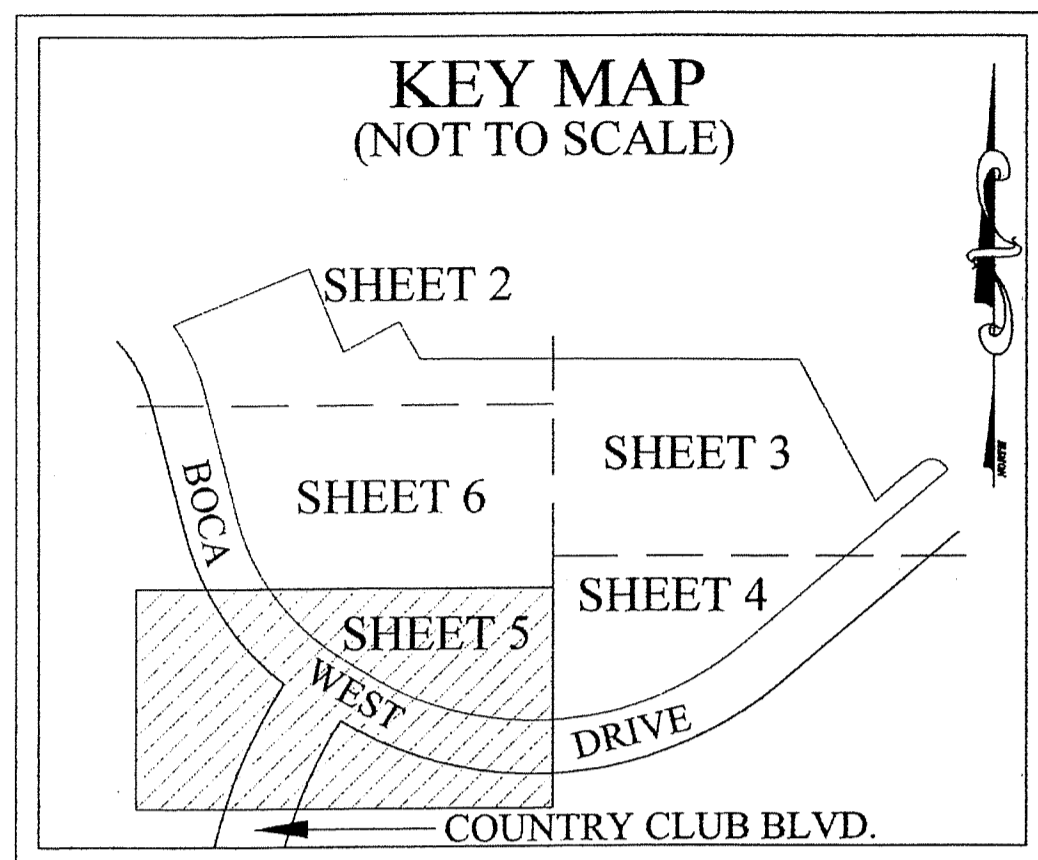 KEY MAP
(NOT TO SCALE)
SHEET 2
SHEET 3
SHEET 6
BOCA
SHEET 4
SHEET 5
WEST
DRIVE
COUNTRY CLUB BLVD.